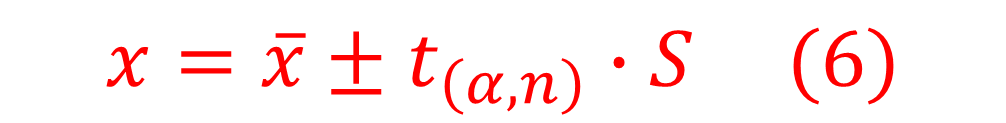 x = x̄ ± t₍α,n₎ · S (6)